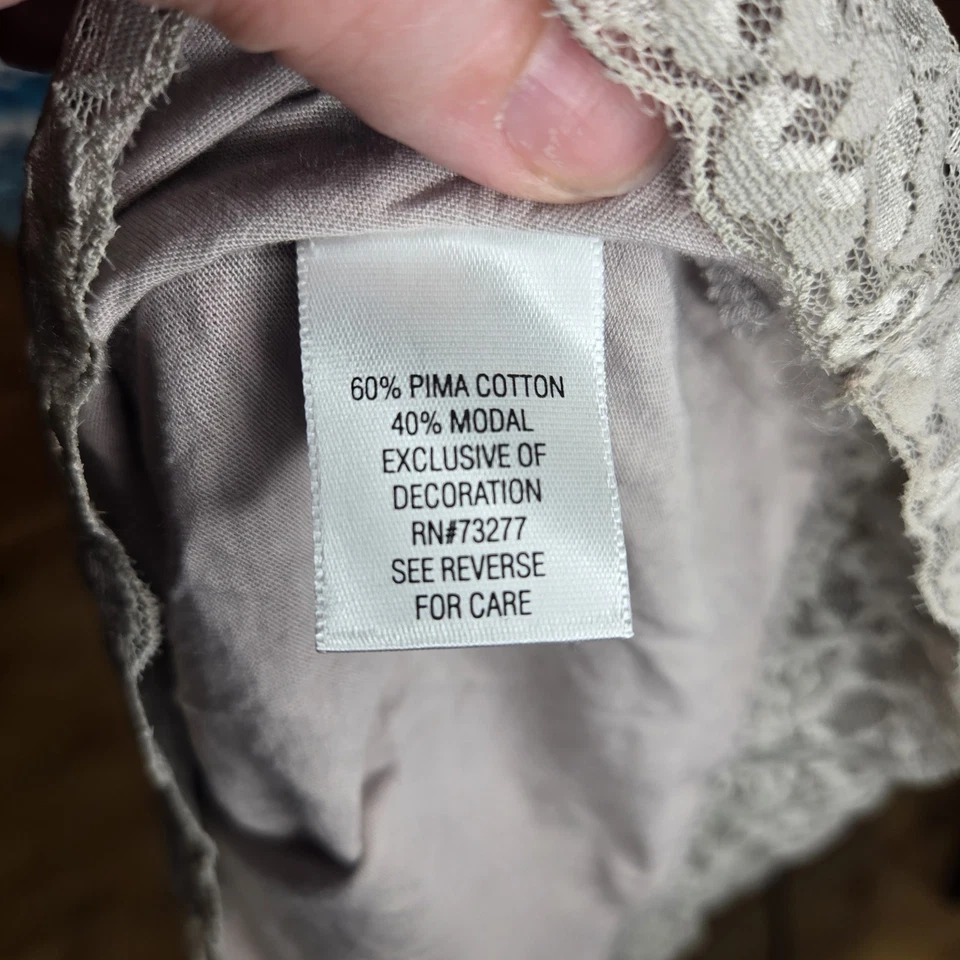 60% PIMA COTTON
40% MODAL
EXCLUSIVE OF
DECORATION
RN#73277
SEE REVERSE
FOR CARE